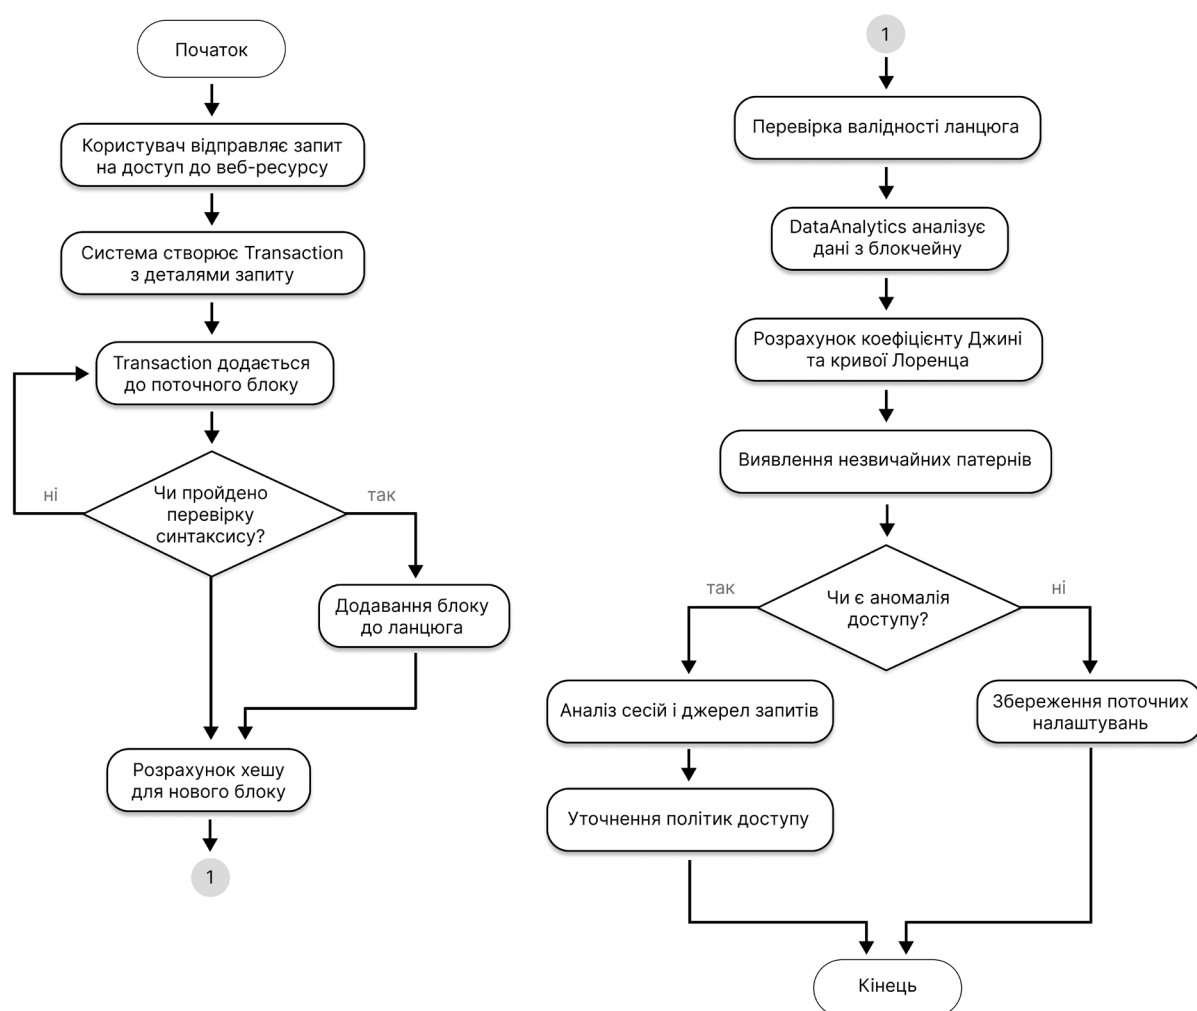 Початок
Користувач відправляє запит
на доступ до веб-ресурсу
Система створює Transaction
з деталями запиту
Transaction додається
до поточного блоку
ні
Чи пройдено
перевірку
синтаксису?
так
Додавання блоку
до ланцюга
Розрахунок хешу
для нового блоку
1
1
Перевірка валідності ланцюга
DataAnalytics аналізує
дані з блокчейну
Розрахунок коефіцієнту Джині
та кривої Лоренца
Виявлення незвичайних патернів
так
Чи є аномалія
доступу?
ні
Аналіз сесій і джерел запитів
Збереження поточних
налаштувань
Уточнення політик доступу
Кінець